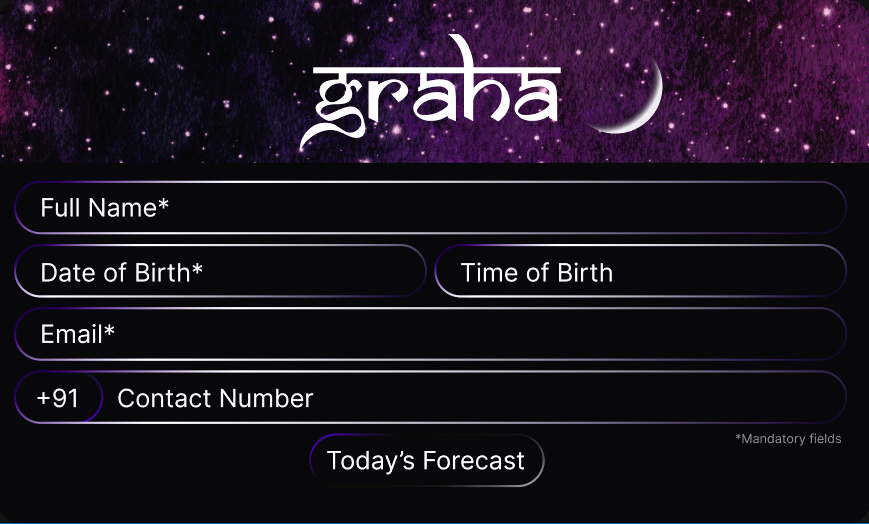 graha
Full Name*
Date of Birth* Time of Birth
Email*
+91 Contact Number
*Mandatory fields
Today’s Forecast